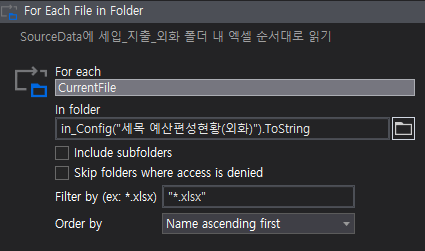 For Each File in Folder
SourceData에 세입_지출_외화 폴더 내 엑셀 순서대로 읽기
For each
CurrentFile
In folder
in_Config("세목 예산편성현황(외화)").ToString
Include subfolders
Skip folders where access is denied
Filter by (ex: *.xlsx) "*.xlsx"
Order by Name ascending first